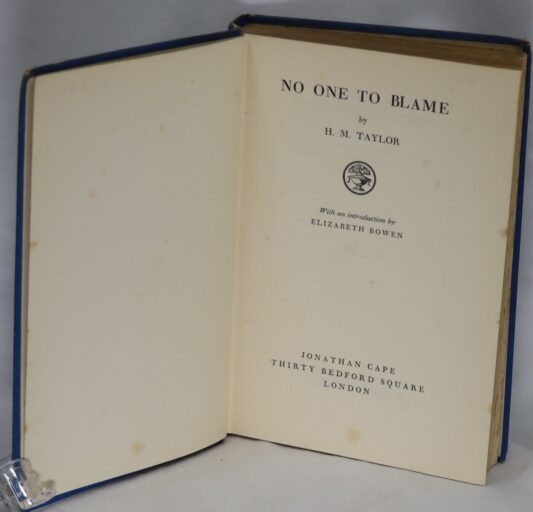 NO ONE TO BLAME
by
H. M. TAYLOR
With an introduction by
ELIZABETH BOWEN
JONATHAN CAPE
THIRTY BEDFORD SQUARE
LONDON